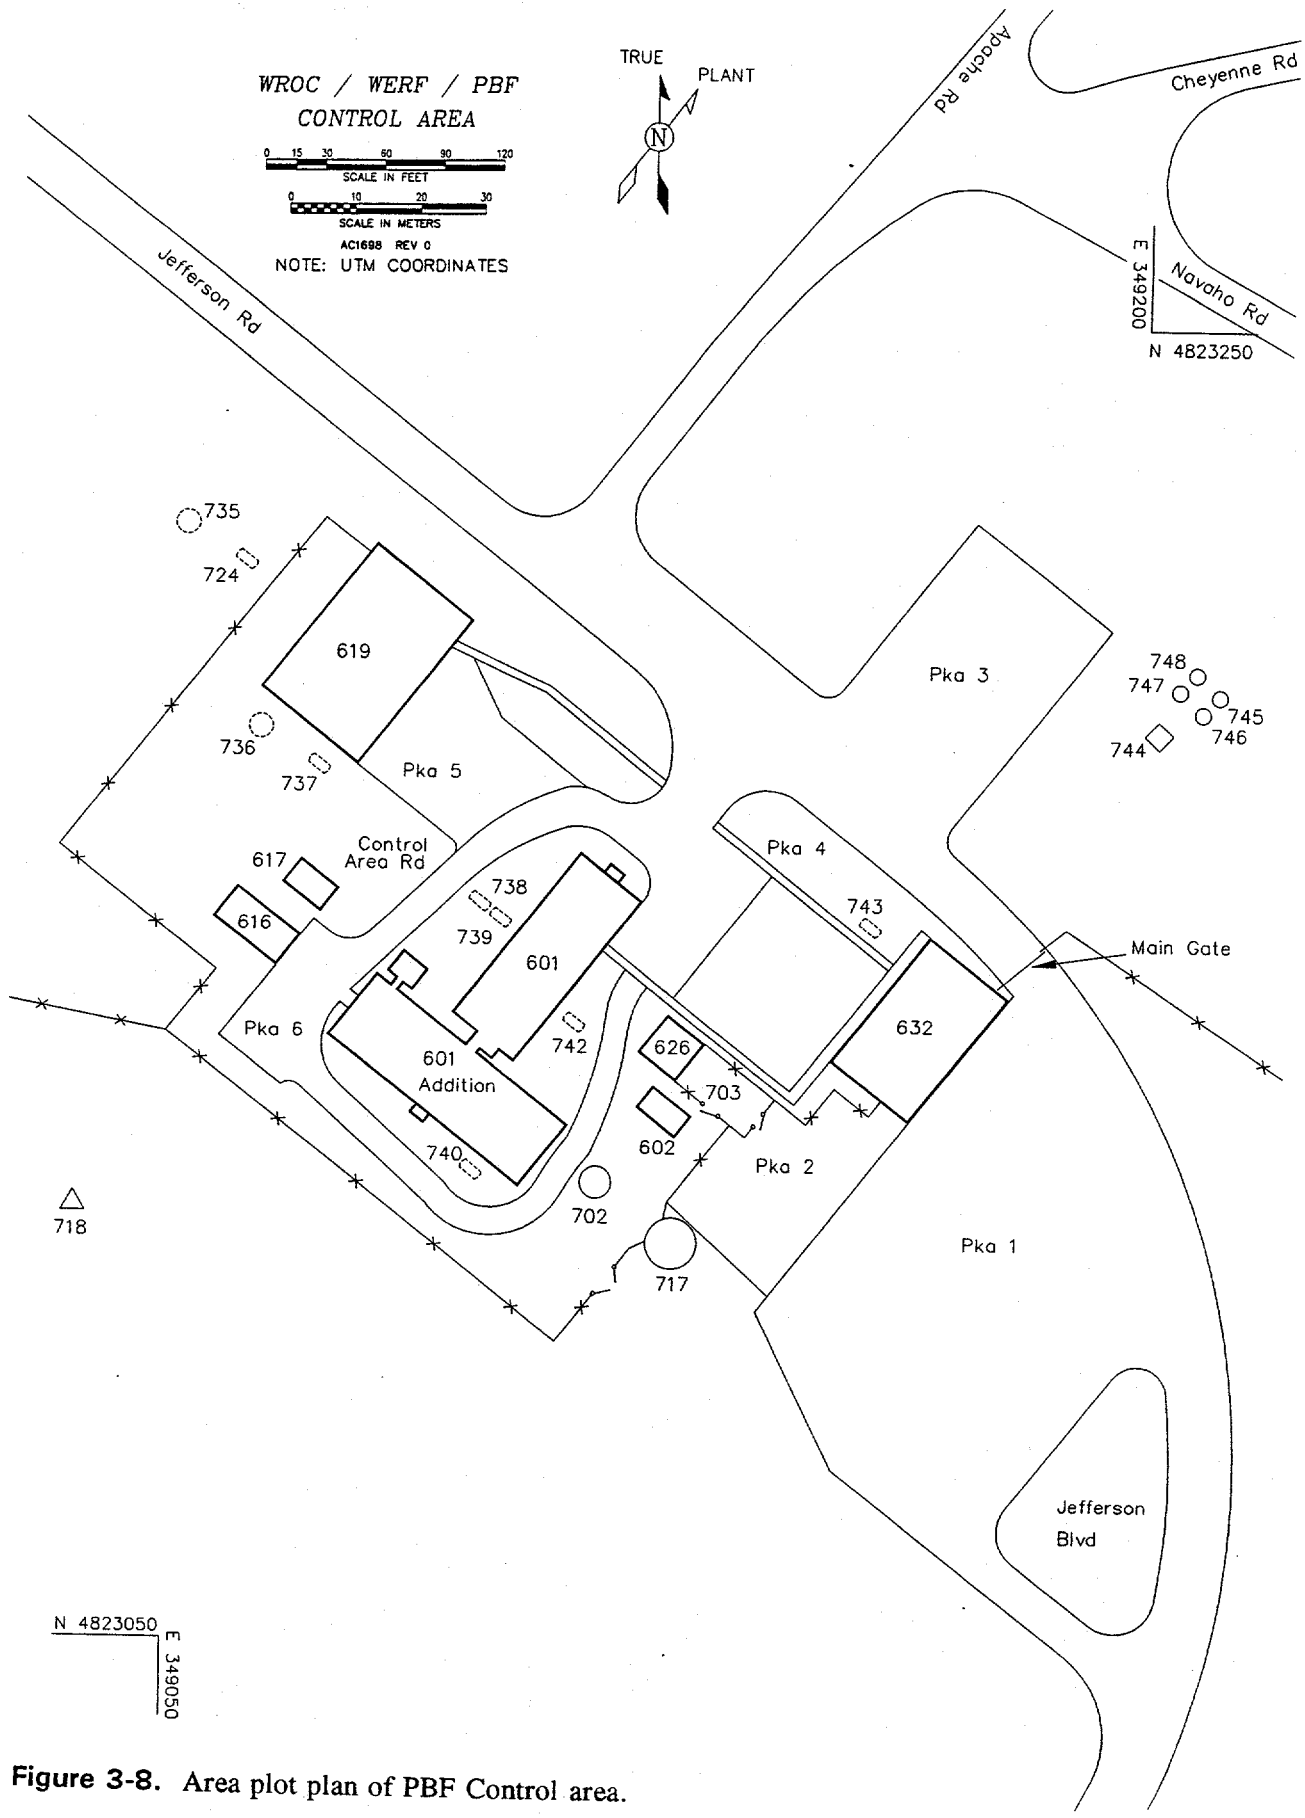 WROC / WERF / PBF
CONTROL AREA
0 15 30 60 90 120
SCALE IN FEET
0 10 20 30
SCALE IN METERS
AC1698 REV 0
NOTE: UTM COORDINATES
TRUE
PLANT
N
Apache Rd
Cheyenne Rd
Navaho Rd
E 349200
N 4823250
Jefferson Rd
735
724
619
736
737
Pka 5
Pka 3
748
747
745
746
744
Control
Area Rd
617
616
738
739
601
Pka 4
743
Main Gate
632
Pka 6
601
Addition
742
626
703
602
740
702
717
Pka 2
718
Pka 1
Jefferson
Blvd
N 4823050
E 349050
Figure 3-8. Area plot plan of PBF Control area.